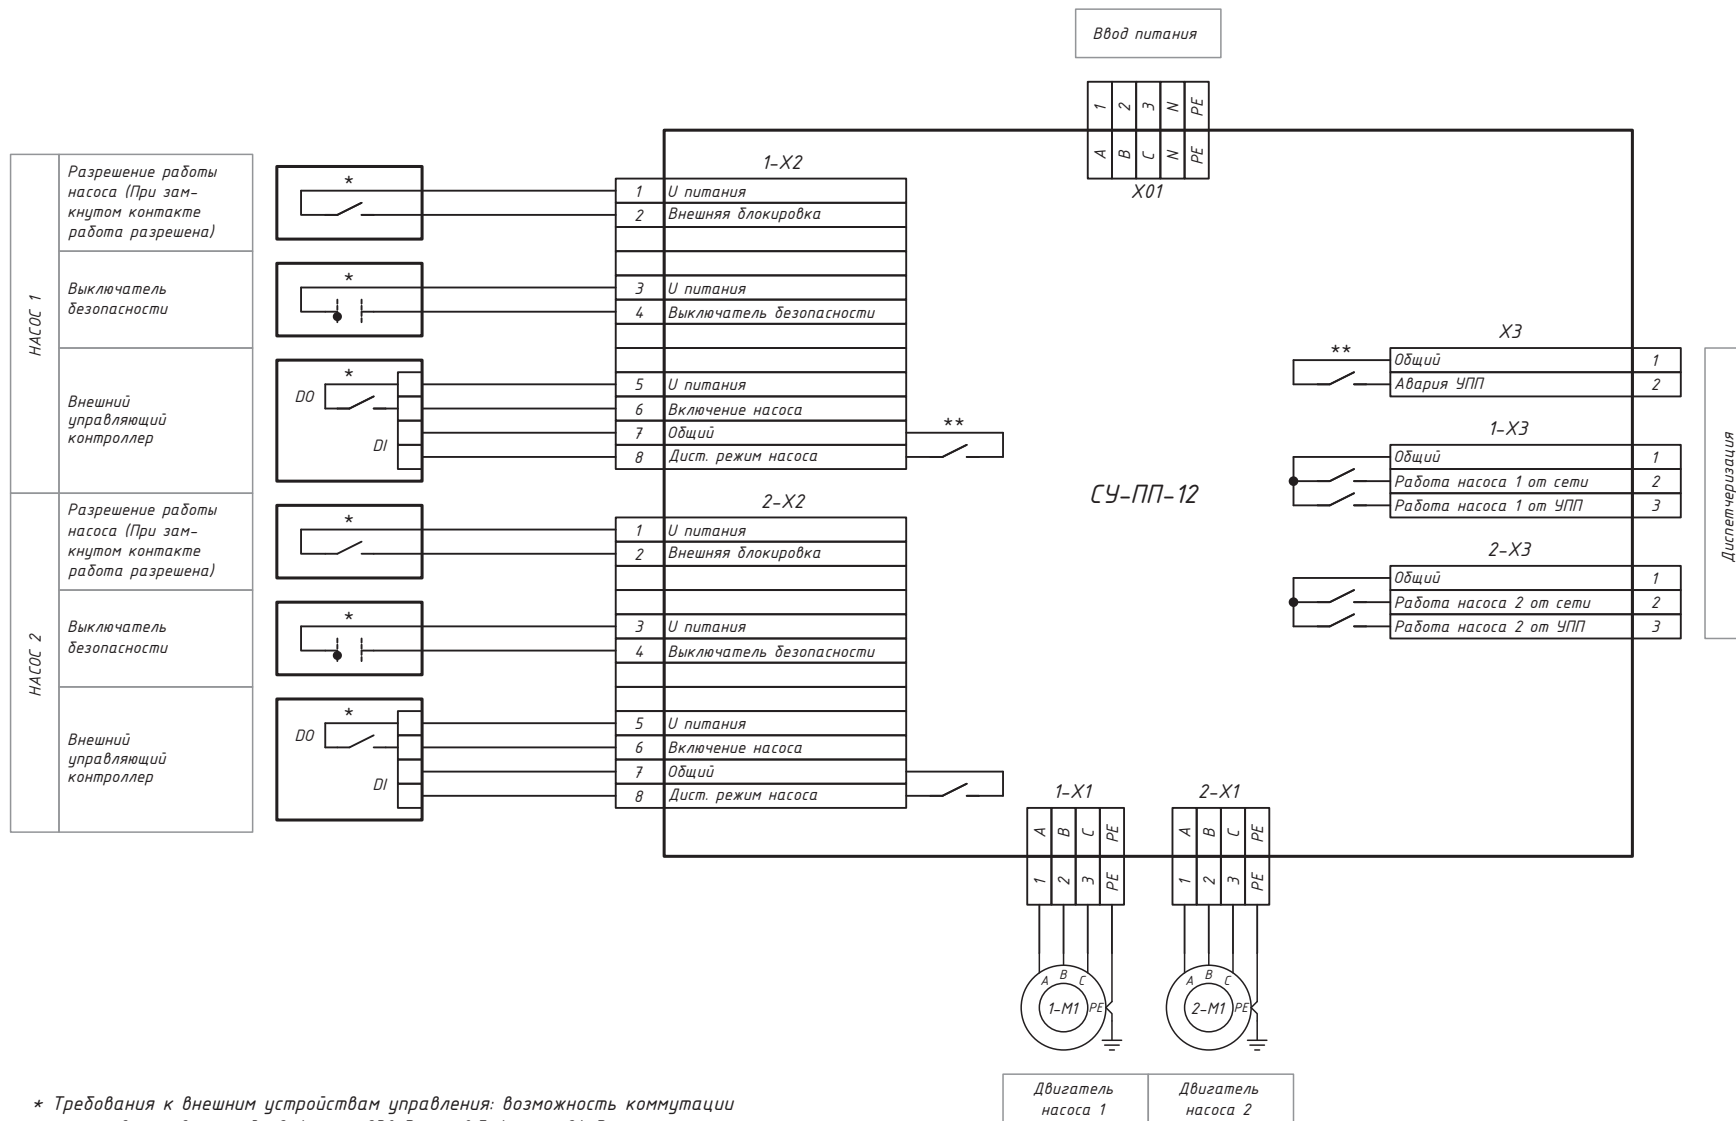 Ввод питания
1 2 3 N PE
A B C N PE
X01
НАСОС 1
Разрешение работы
насоса (При зам-
кнутом контакте
работа разрешена)
Выключатель
безопасности
Внешний
управляющий
контроллер
*
*
*
DO
DI
1-X2
1 U питания
2 Внешняя блокировка
3 U питания
4 Выключатель безопасности
5 U питания
6 Включение насоса
7 Общий
8 Дист. режим насоса
**
НАСОС 2
Разрешение работы
насоса (При зам-
кнутом контакте
работа разрешена)
Выключатель
безопасности
Внешний
управляющий
контроллер
*
*
*
DO
DI
2-X2
1 U питания
2 Внешняя блокировка
3 U питания
4 Выключатель безопасности
5 U питания
6 Включение насоса
7 Общий
8 Дист. режим насоса
СУ-ПП-12
X3
**
Общий 1
Авария УПП 2
1-X3
Общий 1
Работа насоса 1 от сети 2
Работа насоса 1 от УПП 3
2-X3
Общий 1
Работа насоса 2 от сети 2
Работа насоса 2 от УПП 3
Диспетчеризация
1-X1
A B C PE
1 2 3 PE
A B C
1-M1 PE
Двигатель
насоса 1
2-X1
A B C PE
1 2 3 PE
A B C
2-M1 PE
Двигатель
насоса 2
* Требования к внешним устройствам управления: возможность коммутации